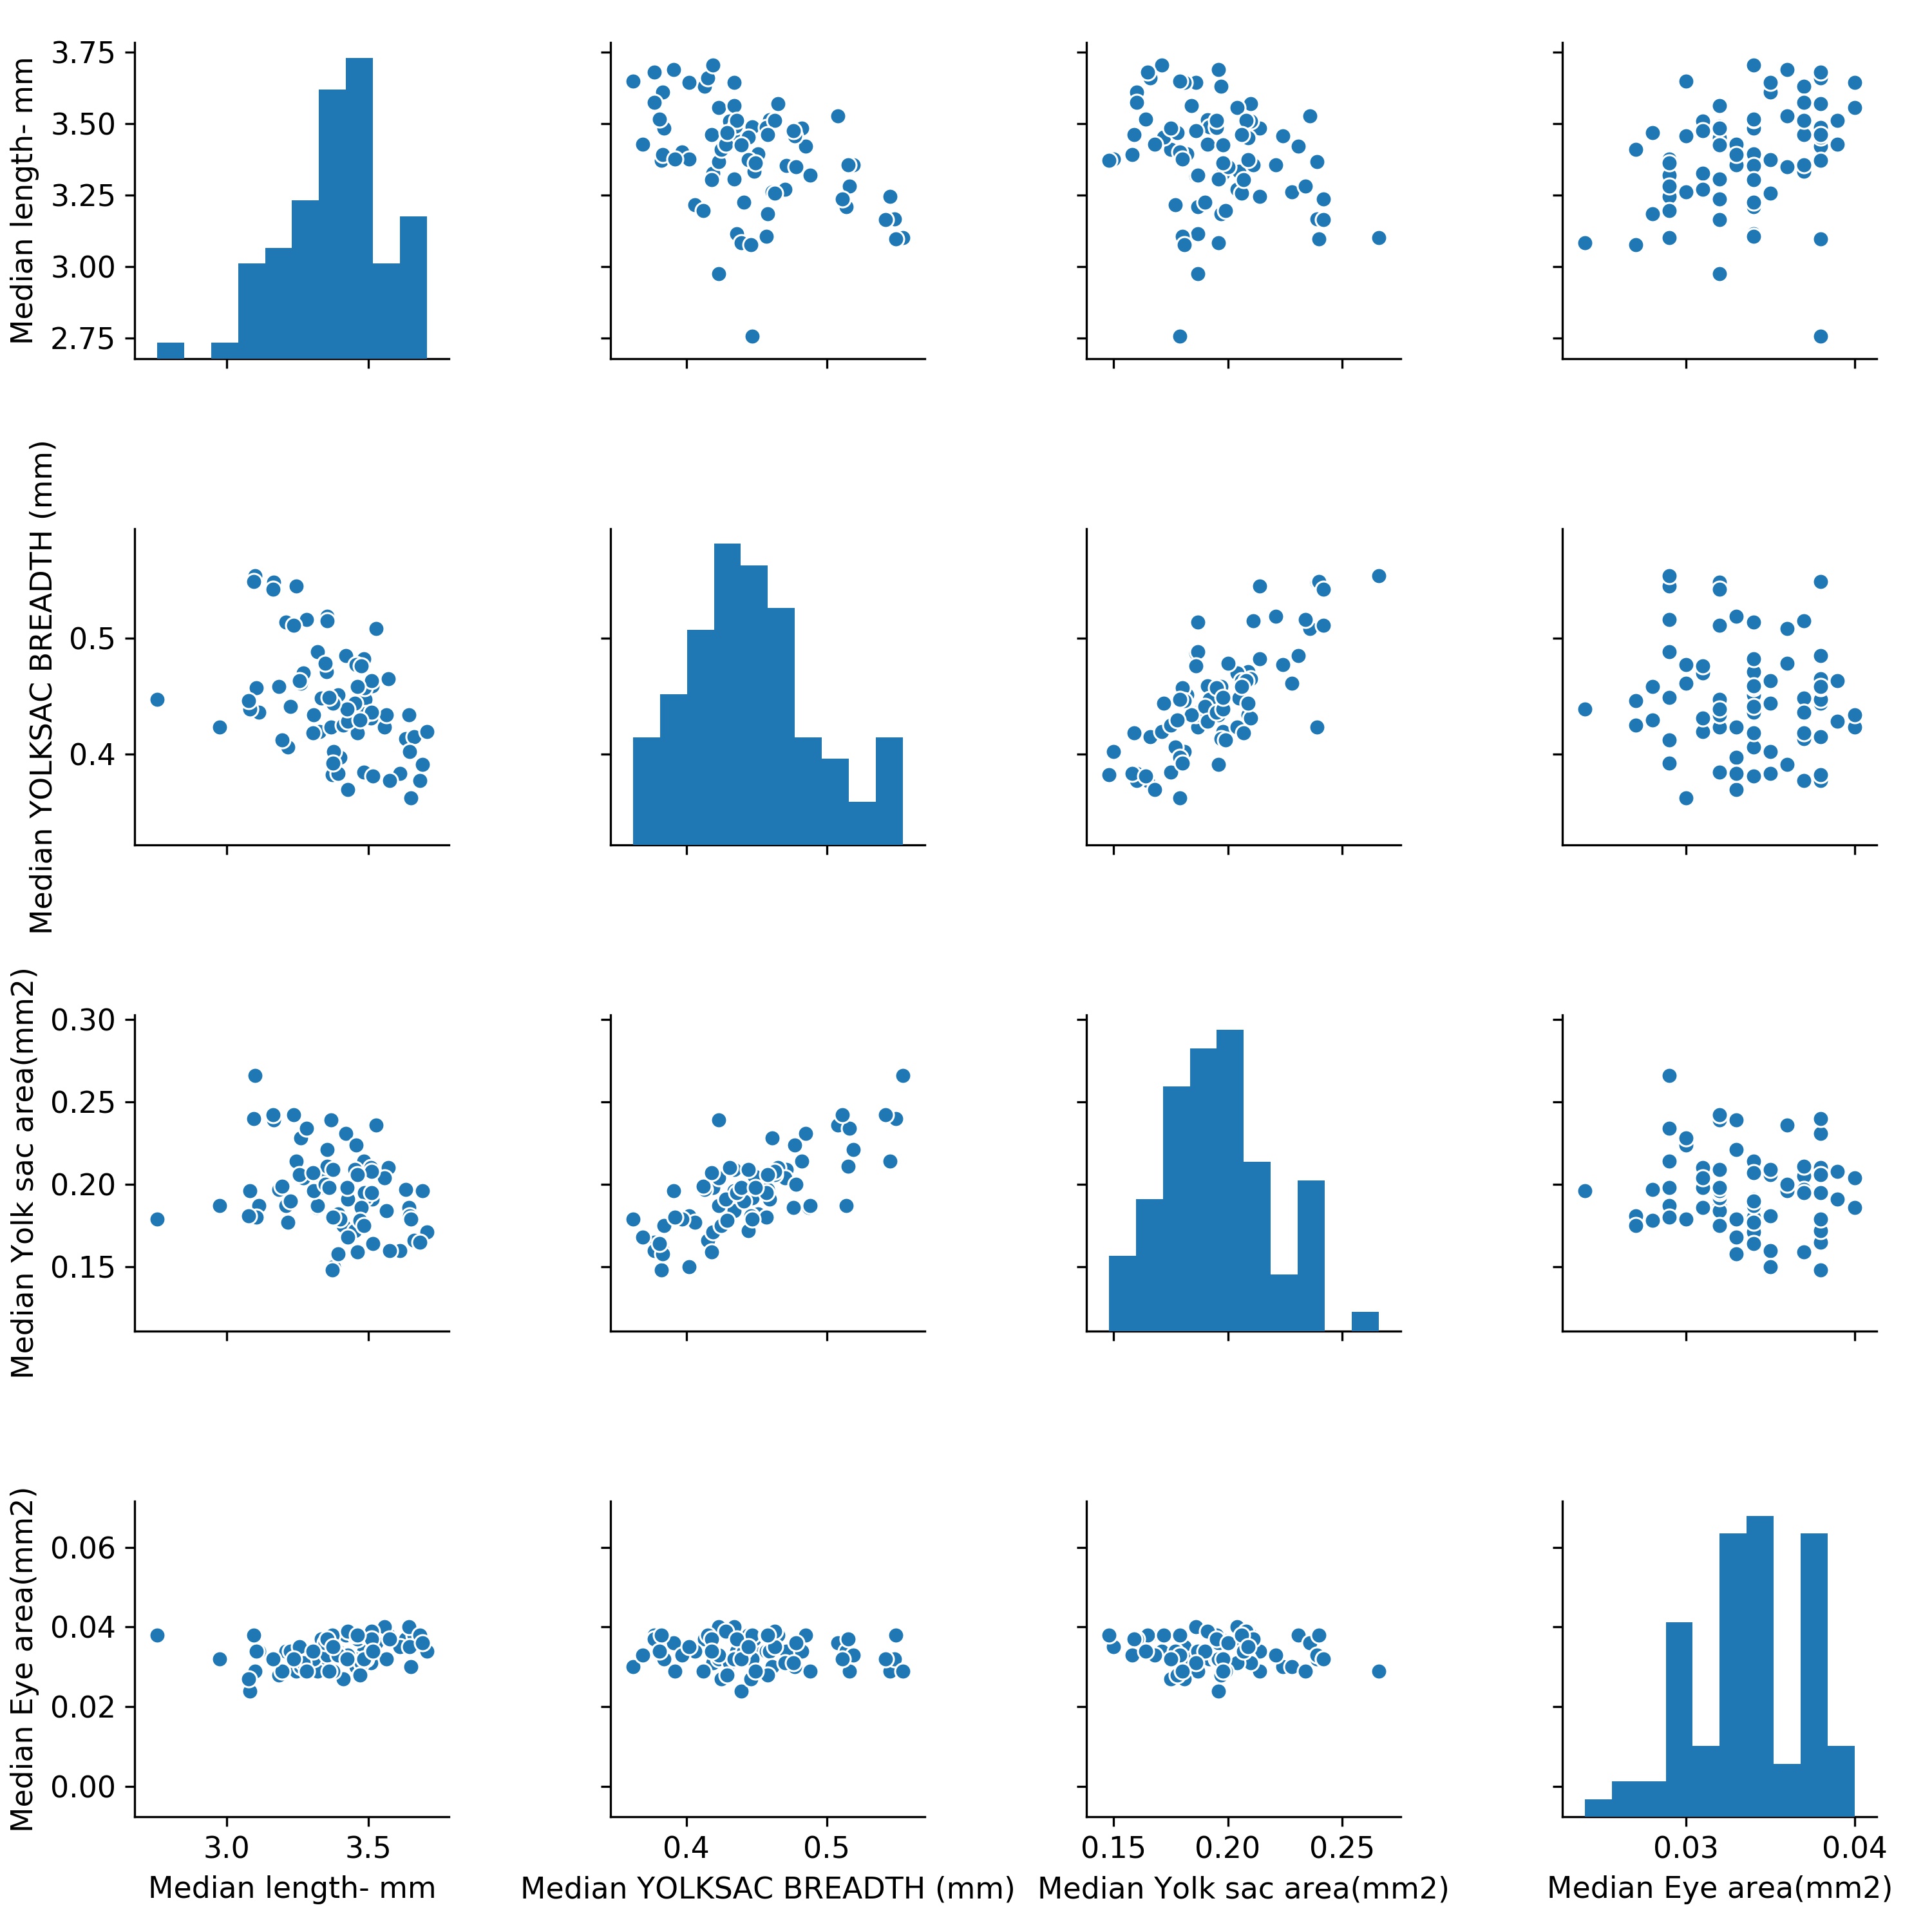 Median length- mm
3.75
3.50
3.25
3.00
2.75
Median YOLKSAC BREADTH (mm)
0.5
0.4
Median Yolk sac area(mm2)
0.30
0.25
0.20
0.15
Median Eye area(mm2)
0.06
0.04
0.02
0.00
3.0 3.5 0.4 0.5 0.15 0.20 0.25 0.03 0.04
Median length- mm Median YOLKSAC BREADTH (mm) Median Yolk sac area(mm2) Median Eye area(mm2)